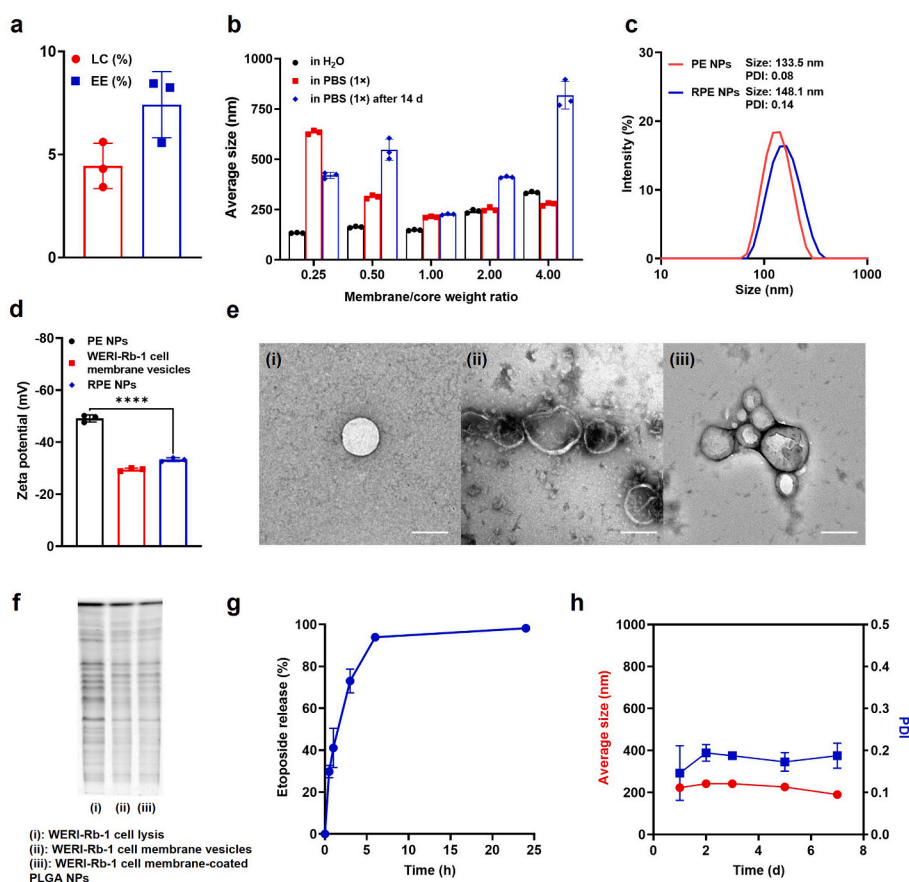 a
LC (%)
EE (%)
10
5
0
b
in H₂O
in PBS (1×)
in PBS (1×) after 14 d
Average size (nm)
1000
750
500
250
0
0.25 0.50 1.00 2.00 4.00
Membrane/core weight ratio
c
PE NPs Size: 133.5 nm
PDI: 0.08
RPE NPs Size: 148.1 nm
PDI: 0.14
Intensity (%)
30
20
10
0
10 100 1000
Size (nm)
d
PE NPs
WERI-Rb-1 cell
membrane vesicles
RPE NPs
****
Zeta potential (mV)
-80
-60
-40
-20
0
e
(i) (ii) (iii)
f
(i) (ii) (iii)
(i): WERI-Rb-1 cell lysis
(ii): WERI-Rb-1 cell membrane vesicles
(iii): WERI-Rb-1 cell membrane-coated
PLGA NPs
g
Etoposide release (%)
100
80
60
40
20
0
0 5 10 15 20 25
Time (h)
h
Average size (nm)
1000
800
600
400
200
0
0 2 4 6 8
Time (d)
0.5
0.4
0.3
0.2
0.1
0.0
PDI